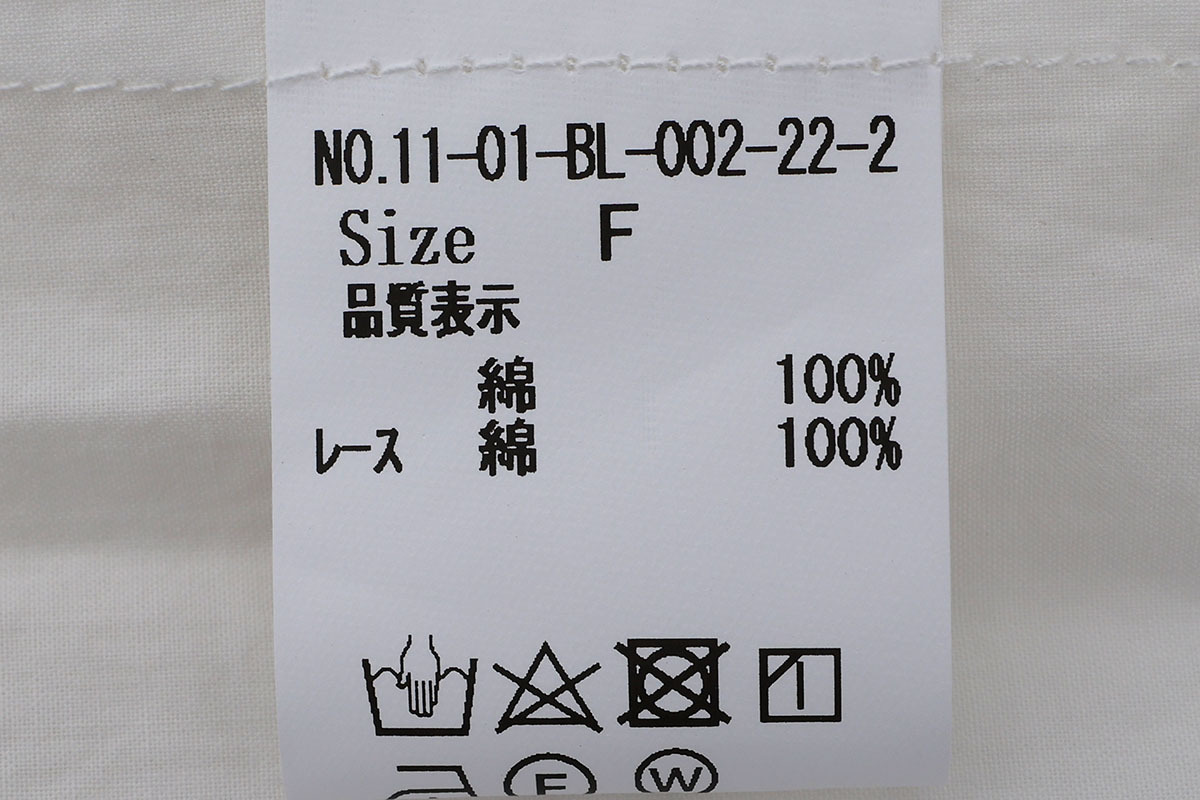 NO.11-01-BL-002-22-2
Size F
品質表示
綿 100%
レース 綿 100%
F W